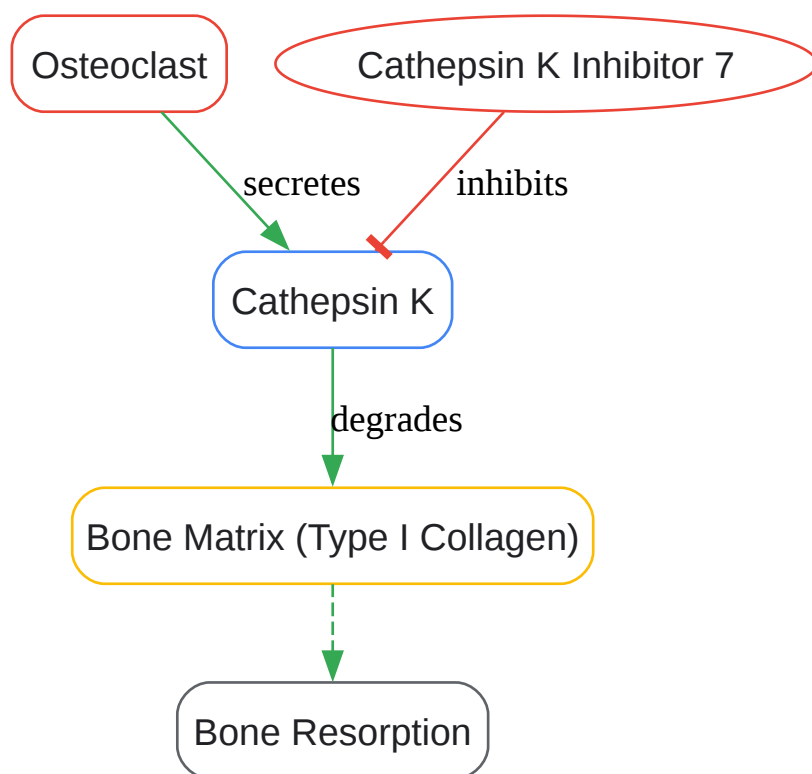 Osteoclast
Cathepsin K Inhibitor 7
secretes
inhibits
Cathepsin K
degrades
Bone Matrix (Type I Collagen)
Bone Resorption